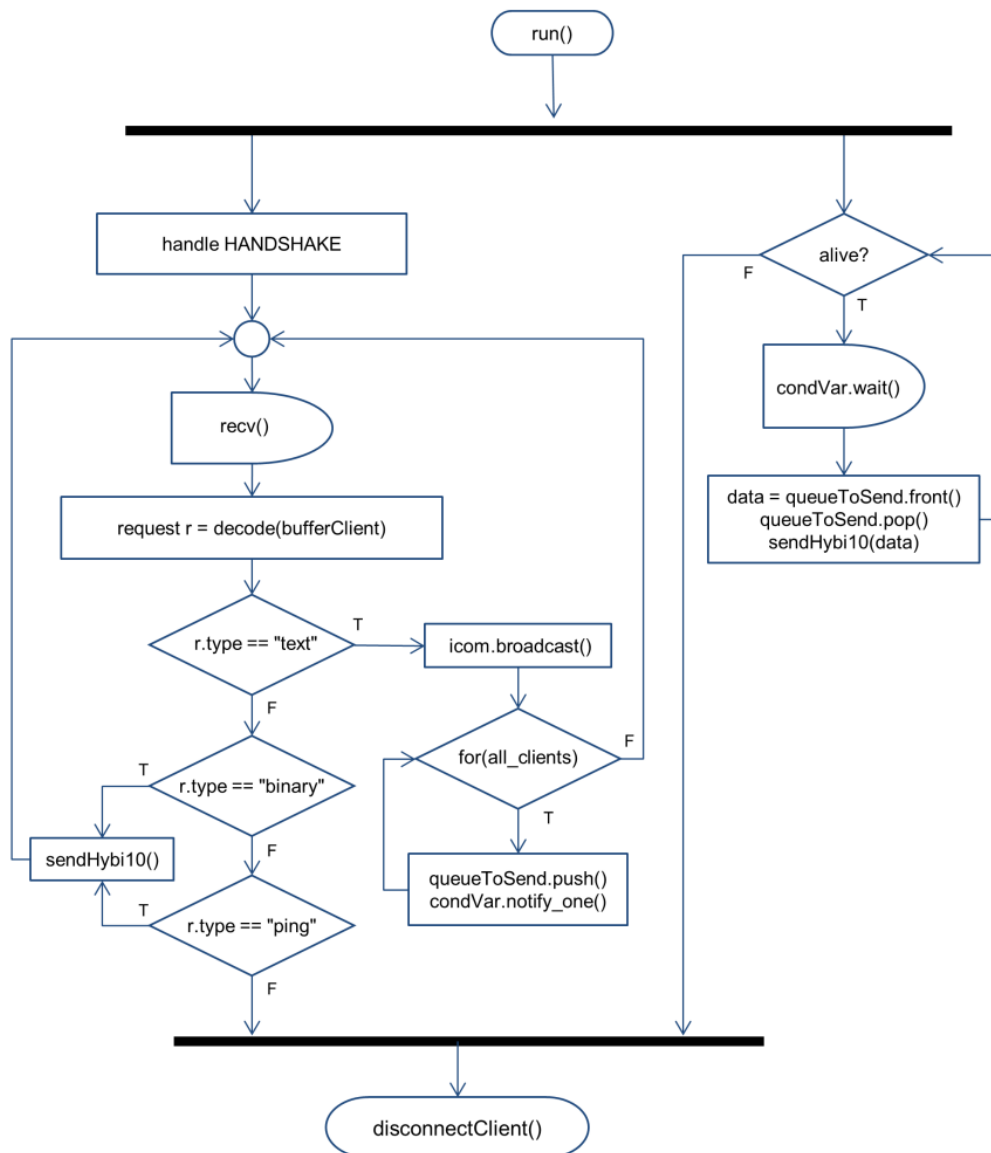 run()
handle HANDSHAKE
recv()
request r = decode(bufferClient)
r.type == "text"
T
F
r.type == "binary"
T
F
sendHybi10()
r.type == "ping"
T
F
icom.broadcast()
for(all_clients)
F
T
queueToSend.push()
condVar.notify_one()
alive?
F
T
condVar.wait()
data = queueToSend.front()
queueToSend.pop()
sendHybi10(data)
disconnectClient()